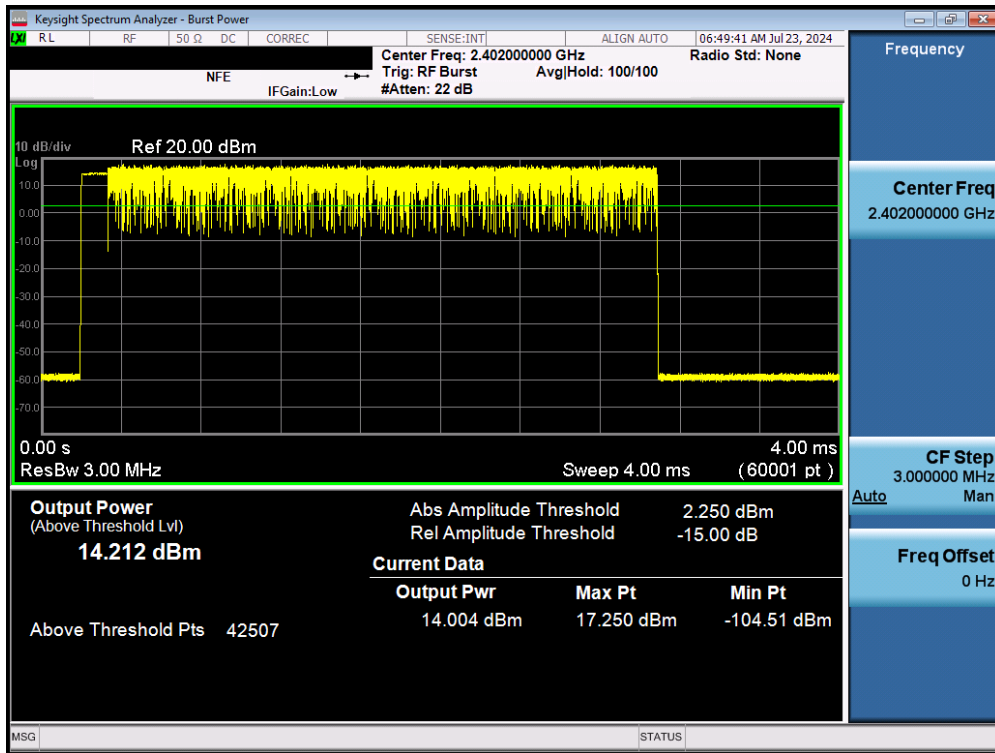 Keysight Spectrum Analyzer - Burst Power
LXI RL RF 50 Ω DC CORREC SENSE:INT ALIGN AUTO 06:49:41 AM Jul 23, 2024
Center Freq: 2.402000000 GHz Radio Std: None
NFE Trig: RF Burst Avg|Hold: 100/100
IFGain:Low #Atten: 22 dB
10 dB/div Ref 20.00 dBm
Log
10.0
0.00
-10.0
-20.0
-30.0
-40.0
-50.0
-60.0
-70.0
0.00 s 4.00 ms
ResBw 3.00 MHz Sweep 4.00 ms (60001 pt )
Output Power
(Above Threshold Lvl)
14.212 dBm
Above Threshold Pts 42507
Abs Amplitude Threshold 2.250 dBm
Rel Amplitude Threshold -15.00 dB
Current Data
Output Pwr Max Pt Min Pt
14.004 dBm 17.250 dBm -104.51 dBm
Frequency
Center Freq
2.402000000 GHz
CF Step
3.000000 MHz
Auto Man
Freq Offset
0 Hz
MSG STATUS